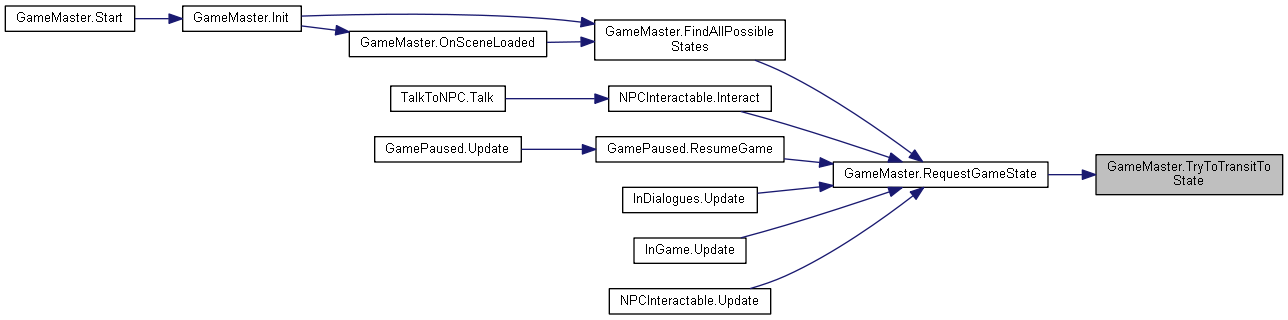 GameMaster.Start
GameMaster.Init
GameMaster.OnSceneLoaded
GameMaster.FindAllPossible
States
TalkToNPC.Talk
NPCInteractable.Interact
GamePaused.Update
GamePaused.ResumeGame
InDialogues.Update
InGame.Update
NPCInteractable.Update
GameMaster.RequestGameState
GameMaster.TryToTransitTo
State